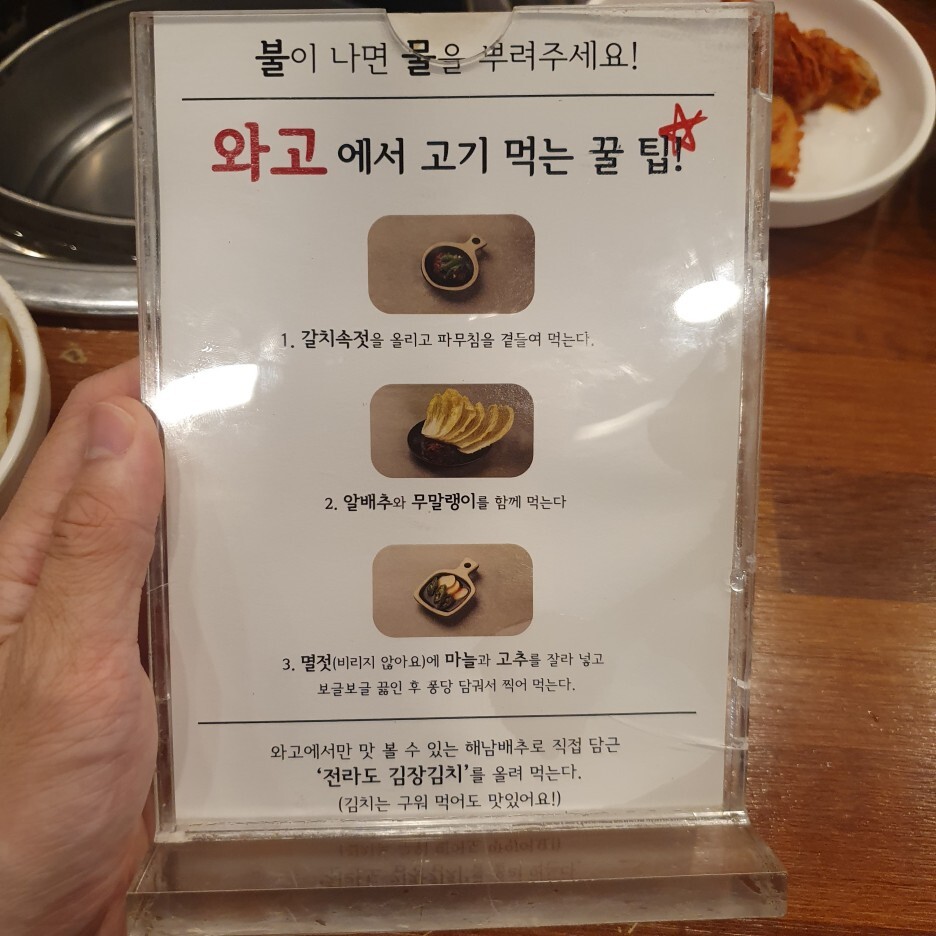 불이 나면 물을 뿌려주세요!
와고 에서 고기 먹는 꿀 팁!
1. 갈치속젓을 올리고 파무침을 곁들여 먹는다.
2. 알배추와 무말랭이를 함께 먹는다
3. 멸젓(비리지 않아요)에 마늘과 고추를 잘라 넣고
보글보글 끓인 후 퐁당 담궈서 찍어 먹는다.
와고에서만 맛 볼 수 있는 해남배추로 직접 담근
‘전라도 김장김치’를 올려 먹는다.
(김치는 구워 먹어도 맛있어요!)